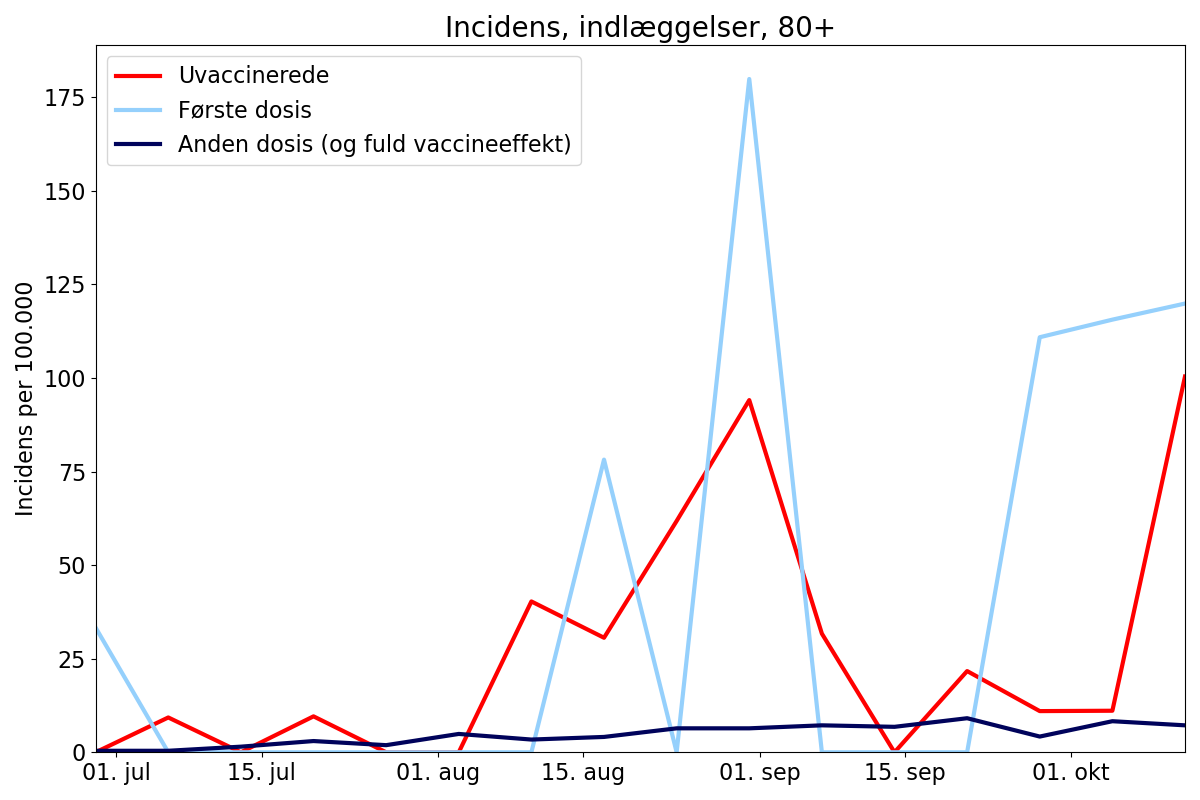 Incidens, indlæggelser, 80+
Uvaccinerede
Første dosis
Anden dosis (og fuld vaccineeffekt)
Incidens per 100.000
175
150
125
100
75
50
25
0
01. jul 15. jul 01. aug 15. aug 01. sep 15. sep 01. okt